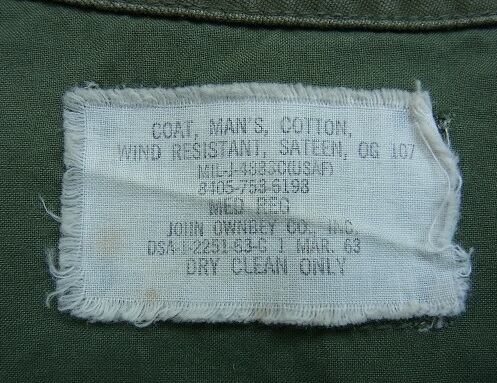 COAT, MAN'S, COTTON,
WIND RESISTANT, SATEEN, OG 107
MIL-J-4883C(USAF)
8405-753-6198
MED REG
JOHN OWNBEY CO., INC.
DSA-1-2251-63-C 1 MAR. 63
DRY CLEAN ONLY